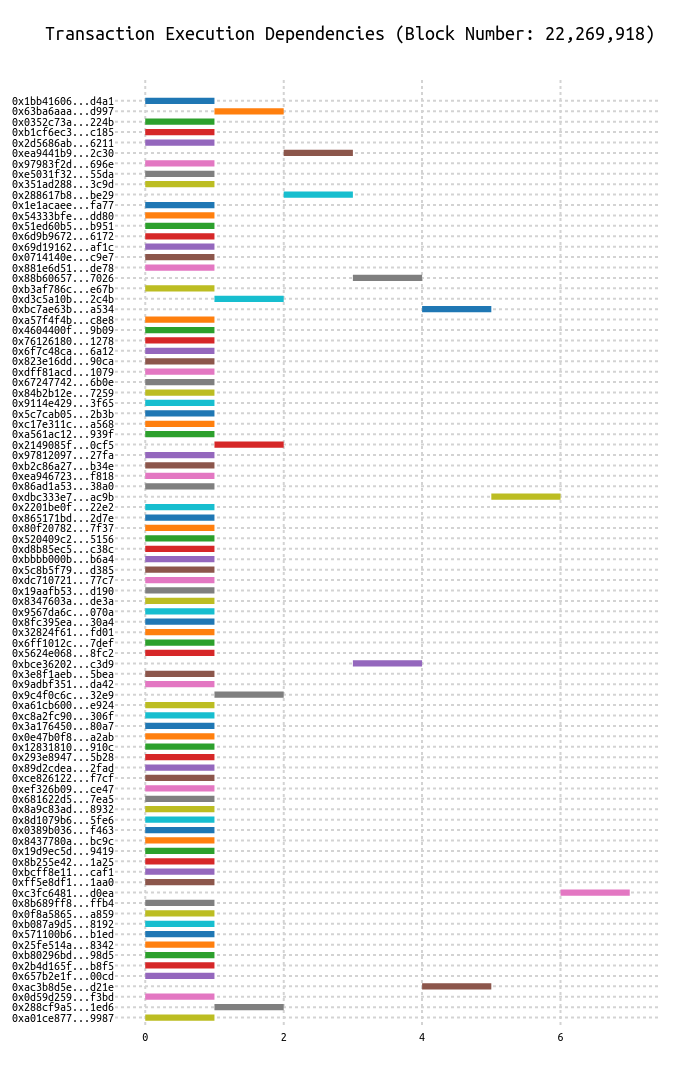 Transaction Execution Dependencies (Block Number: 22,269,918)
0x1bb41606...d4a1
0x63ba6aaa...d997
0x0352c73a...224b
0xb1cf6ec3...c185
0x2d5686ab...6211
0xea9441b9...2c30
0x97983f2d...696e
0xe5031f32...55da
0x351ad288...3c9d
0x288617b8...be29
0x1e1acaee...fa77
0x54333bfe...dd80
0x51ed60b5...b951
0x6d9b9672...6172
0x69d19162...af1c
0x0714140e...c9e7
0x881e6d51...de78
0x88b60657...7026
0xb3af786c...e67b
0xd3c5a10b...2c4b
0xbc7ae63b...a534
0xa57f4f4b...c8e8
0x4604400f...9b09
0x76126180...1278
0x6f7c48ca...6a12
0x823e16dd...90ca
0xdff81acd...1079
0x67247742...6b0e
0x84b2b12e...7259
0x9114e429...3f65
0x5c7cab05...2b3b
0xc17e311c...a568
0xa561ac12...939f
0x2149085f...0cf5
0x97812097...27fa
0xb2c86a27...b34e
0xea946723...f818
0x86ad1a53...38a0
0xdbc333e7...ac9b
0x2201be0f...22e2
0x865171bd...2d7e
0x80f20782...7f37
0x520409c2...5156
0xd8b85ec5...c38c
0xbbbb000b...b6a4
0x5c8b5f79...d385
0xdc710721...77c7
0x19aafb53...d190
0x8347603a...de3a
0x9567da6c...070a
0x8fc395ea...30a4
0x32824f61...fd01
0x6ff1012c...7def
0x5624e068...8fc2
0xbce36202...c3d9
0x3e8f1aeb...5bea
0x9adbf351...da42
0x9c4f0c6c...32e9
0xa61cb600...e924
0xc8a2fc90...306f
0x3a176450...80a7
0x0e47b0f8...a2ab
0x12831810...910c
0x293e8947...5b28
0x89d2cdea...2fad
0xce826122...f7cf
0xef326b09...ce47
0x681622d5...7ea5
0x8a9c83ad...8932
0x8d1079b6...5fe6
0x0389b036...f463
0x8437780a...bc9c
0x19d9ec5d...9419
0x8b255e42...1a25
0xbcff8e11...caf1
0xff5e8df1...1aa0
0xc3fc6481...d0ea
0x8b689ff8...ffb4
0x0f8a5865...a859
0xb087a9d5...8192
0x571100b6...b1ed
0x25fe514a...8342
0xb80296bd...98d5
0x2b4d165f...b8f5
0x657b2e1f...00cd
0xac3b8d5e...d21e
0x0d59d259...f3bd
0x288cf9a5...1ed6
0xa01ce877...9987
0 2 4 6